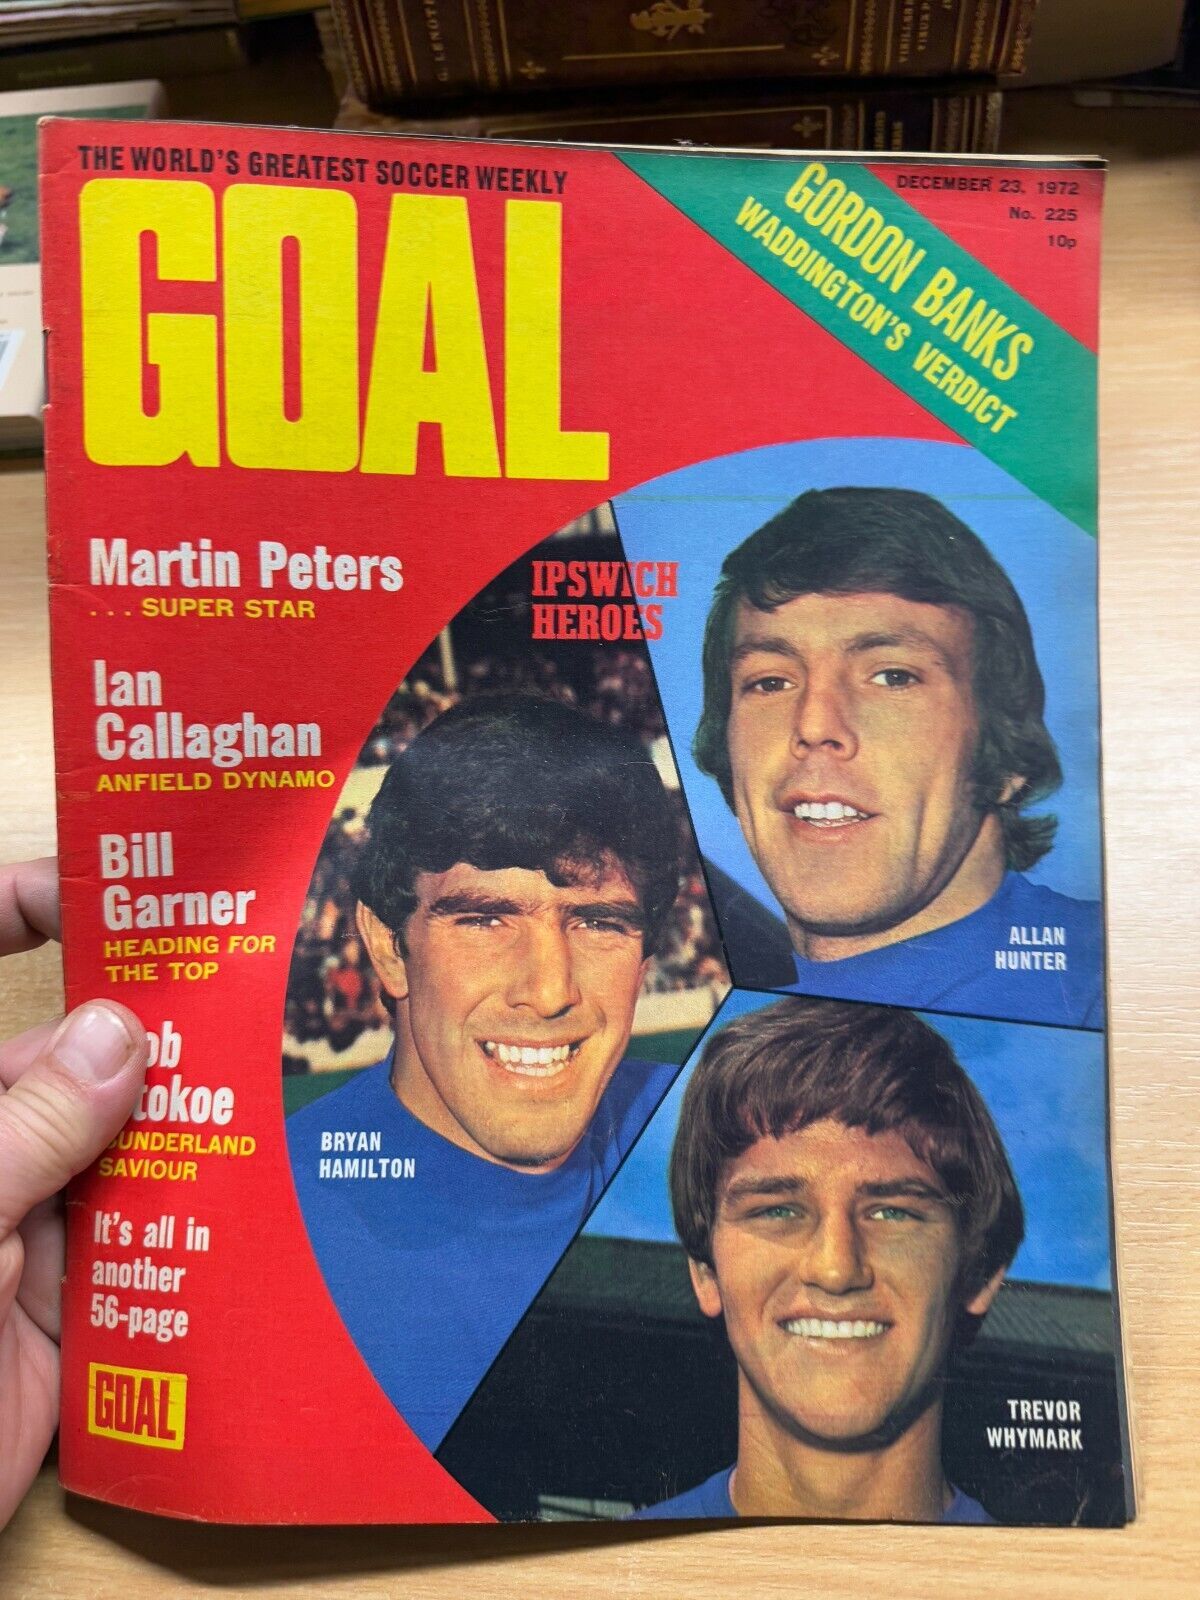 THE WORLD'S GREATEST SOCCER WEEKLY
GOAL
DECEMBER 23, 1972
No. 225
10p
GORDON BANKS
WADDINGTON'S VERDICT
Martin Peters
. . . SUPER STAR
Ian
Callaghan
ANFIELD DYNAMO
Bill
Garner
HEADING FOR
THE TOP
ob
tokoe
SUNDERLAND
SAVIOUR
It's all in
another
56-page
GOAL
IPSWICH
HEROES
ALLAN
HUNTER
BRYAN
HAMILTON
TREVOR
WHYMARK